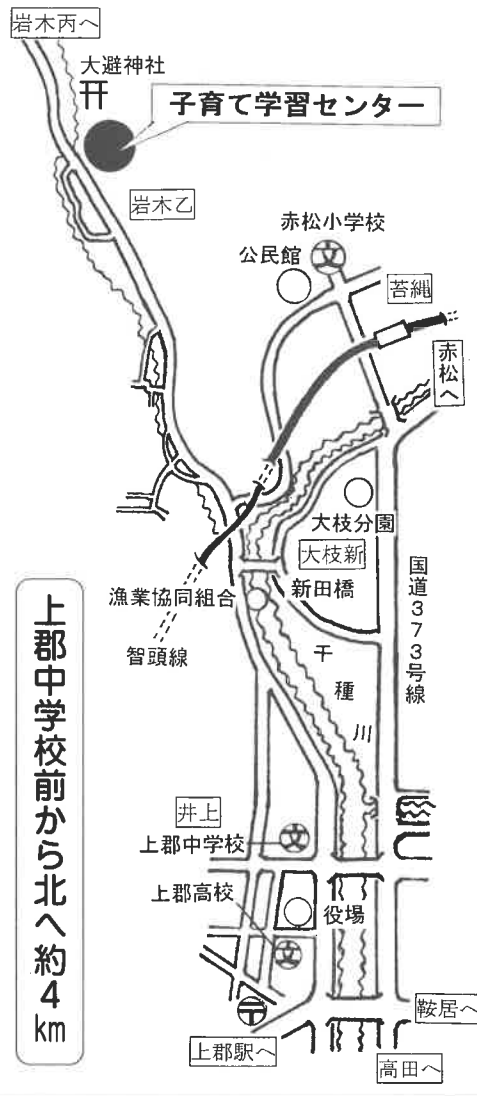 岩木丙へ
大避神社
子育て学習センター
岩木乙
赤松小学校
公民館
苔縄
赤松へ
大枝分園
大枝新
新田橋
漁業協同組合
智頭線
国道373号線
千種川
上郡中学校前から北へ約4km
井上
上郡中学校
上郡高校
役場
鞍居へ
上郡駅へ
高田へ